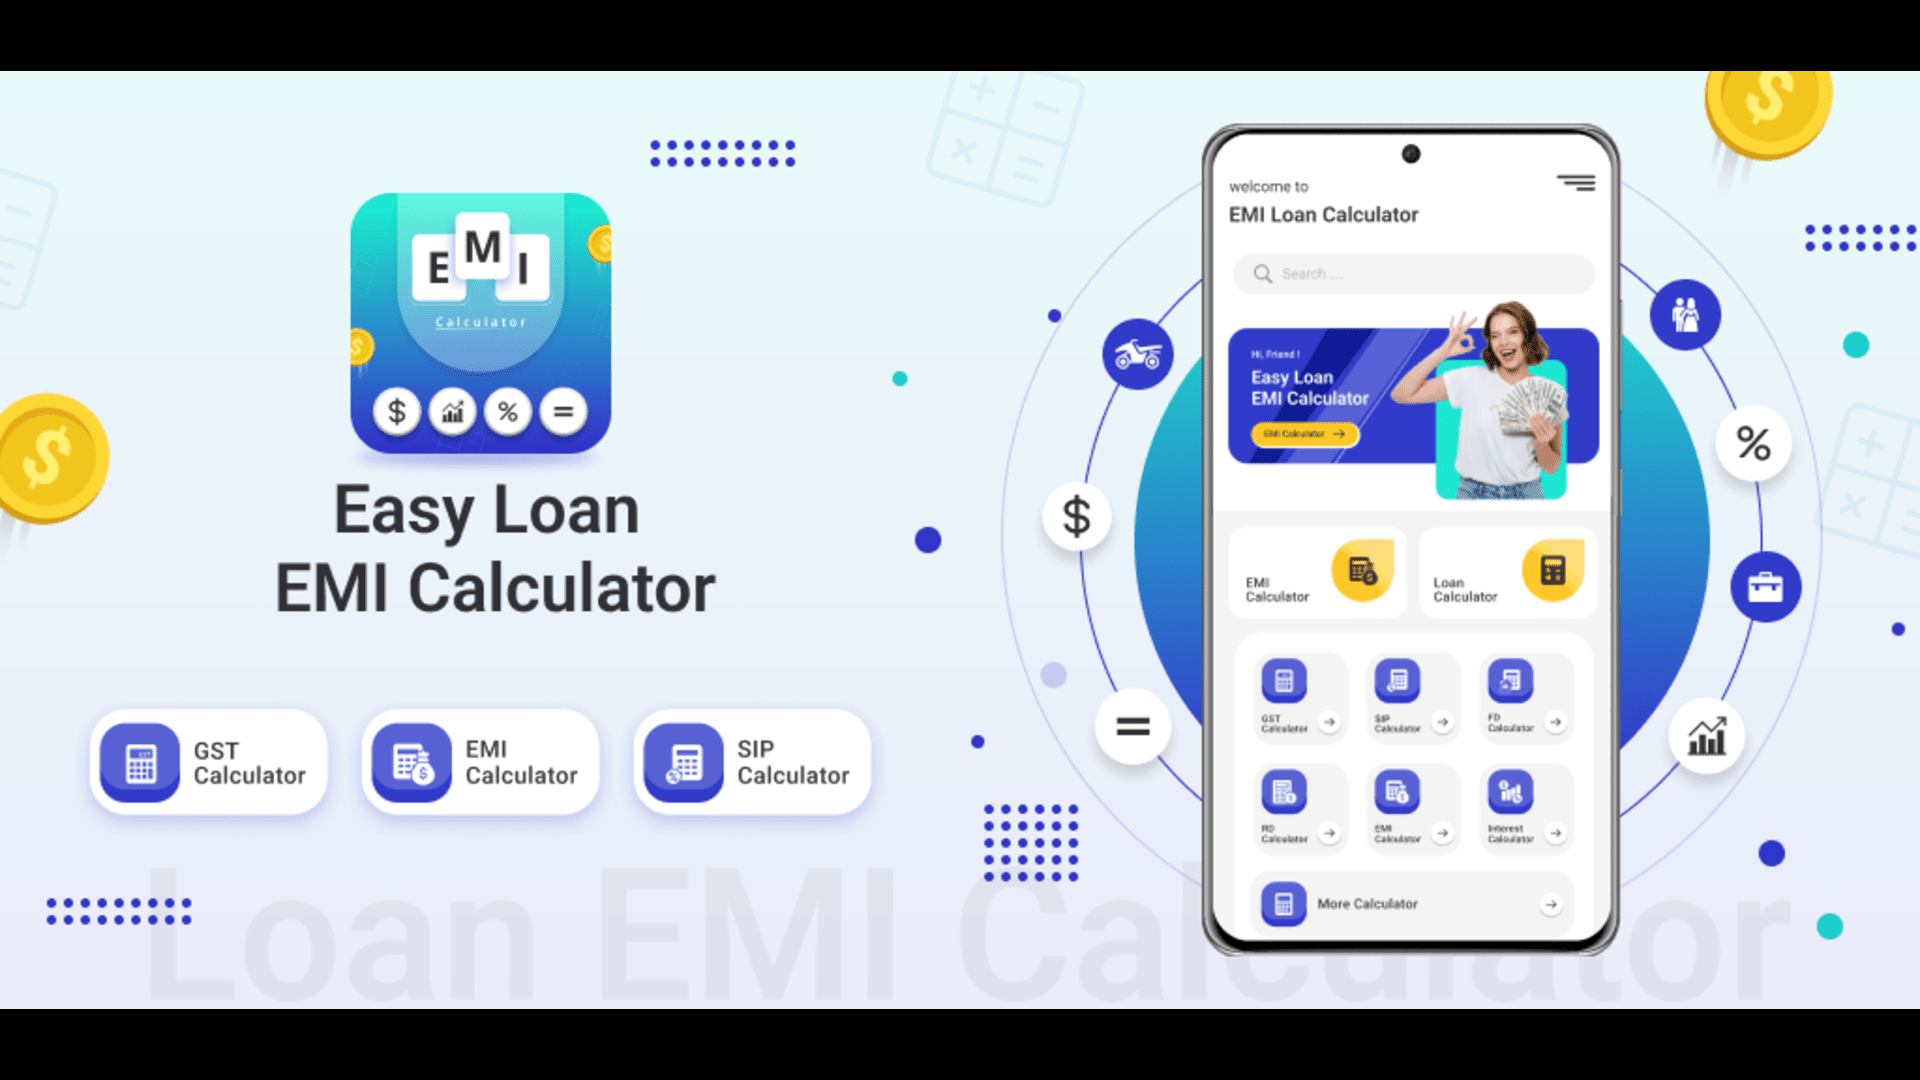 E M I
Calculator
$ % =
Easy Loan
EMI Calculator
GST
Calculator
EMI
Calculator
SIP
Calculator
welcome to
EMI Loan Calculator
Search ....
Hi, Friend !
Easy Loan
EMI Calculator
EMI Calculator
EMI
Calculator
Loan
Calculator
GST
Calculator
SIP
Calculator
FD
Calculator
RD
Calculator
EMI
Calculator
Interest
Calculator
More Calculator
$
=
%
Loan EMI Calculator